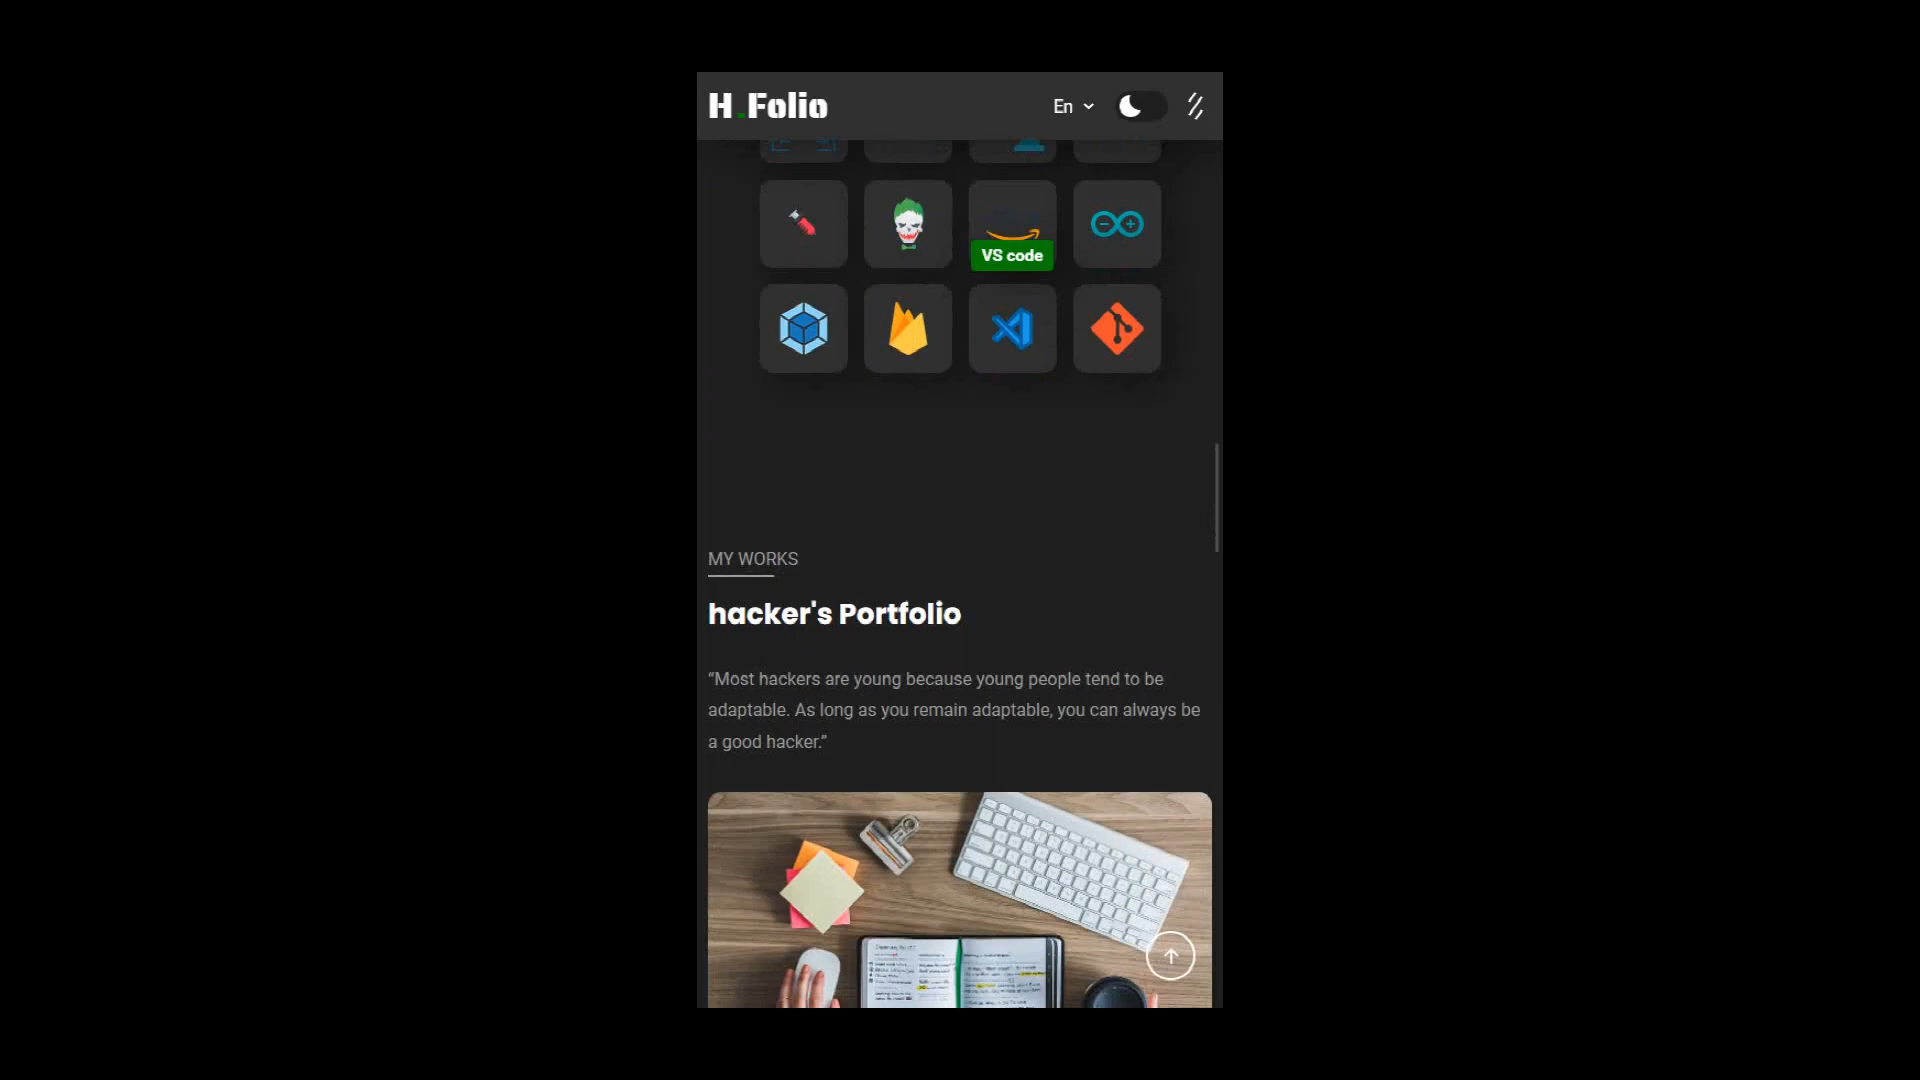 H.Folio
En
VS code
MY WORKS
hacker's Portfolio
“Most hackers are young because young people tend to be
adaptable. As long as you remain adaptable, you can always be
a good hacker.”